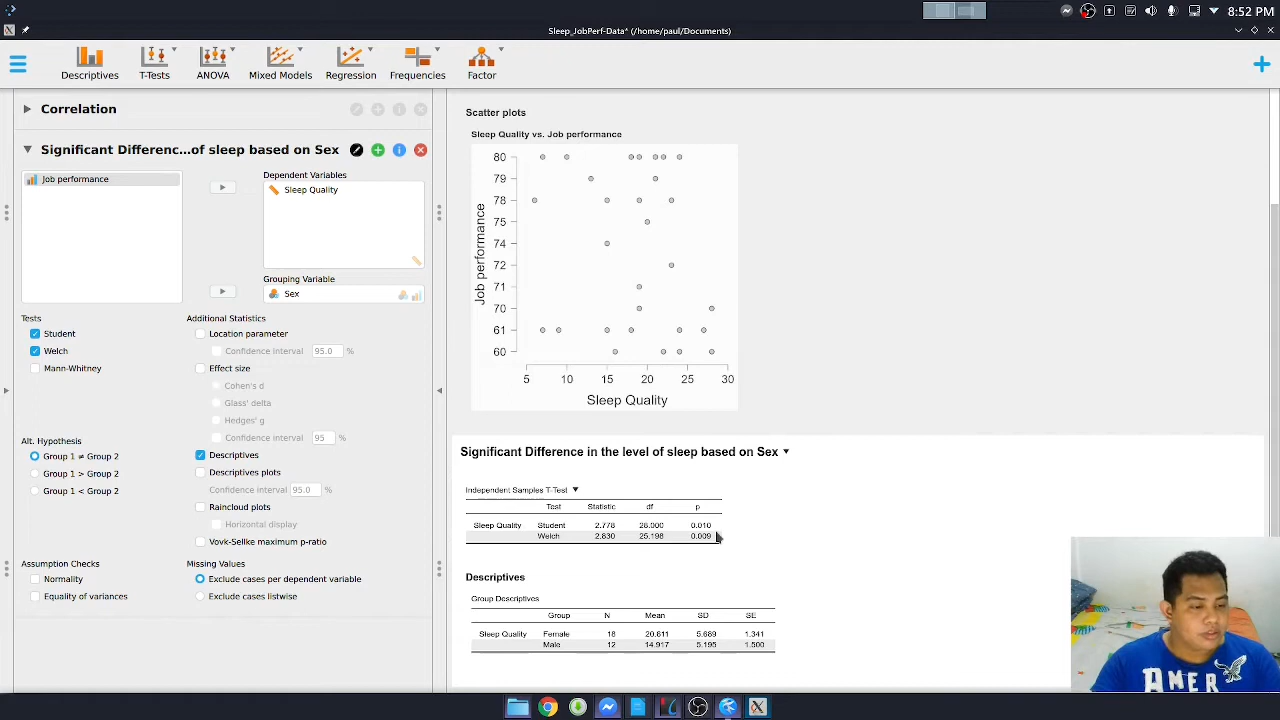 8:52 PM
Sleep_JobPerf-Data* (/home/paul/Documents)
Descriptives
T-Tests
ANOVA
Mixed Models
Regression
Frequencies
Factor
Correlation
Significant Differenc...of sleep based on Sex
Job performance
Dependent Variables
Sleep Quality
Grouping Variable
Sex
Tests
Student
Welch
Mann-Whitney
Alt. Hypothesis
Group 1 ≠ Group 2
Group 1 > Group 2
Group 1 < Group 2
Assumption Checks
Normality
Equality of variances
Additional Statistics
Location parameter
Confidence interval 95.0 %
Effect size
Cohen's d
Glass' delta
Hedges' g
Confidence interval 95 %
Descriptives
Descriptives plots
Confidence interval 95.0 %
Raincloud plots
Horizontal display
Vovk-Sellke maximum p-ratio
Missing Values
Exclude cases per dependent variable
Exclude cases listwise
Scatter plots
Sleep Quality vs. Job performance
Job performance
80
79
78
75
74
72
71
70
61
60
5 10 15 20 25 30
Sleep Quality
Significant Difference in the level of sleep based on Sex
Independent Samples T-Test
Test Statistic df p
Sleep Quality Student 2.778 28.000 0.010
Welch 2.830 25.198 0.009
Descriptives
Group Descriptives
Group N Mean SD SE
Sleep Quality Female 18 20.611 5.689 1.341
Male 12 14.917 5.195 1.500
AMER